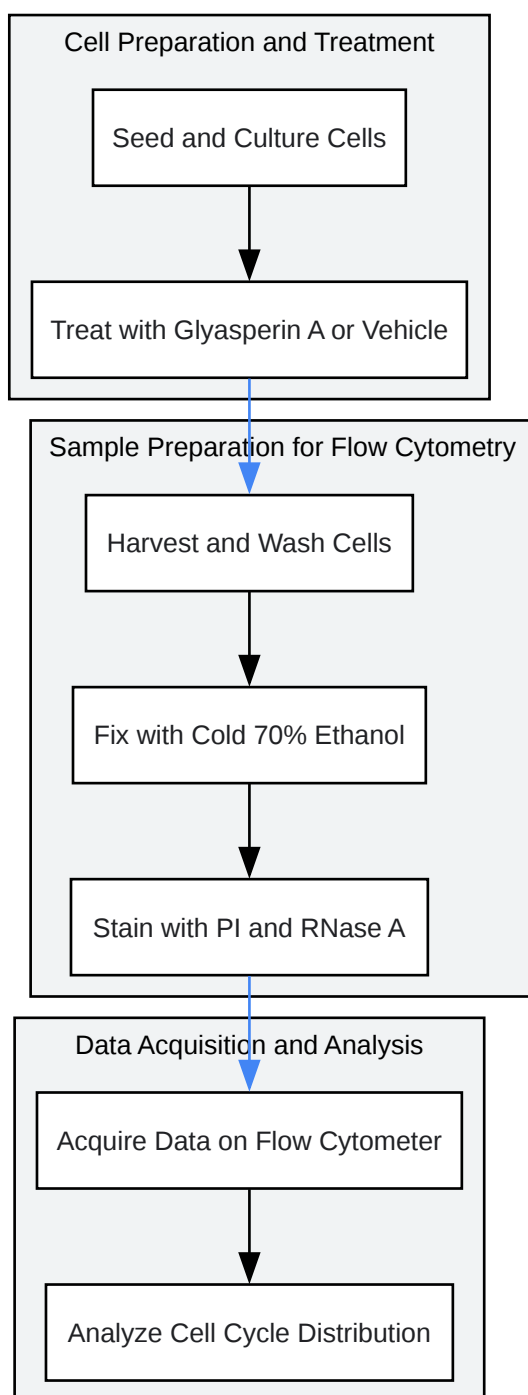 Cell Preparation and Treatment
Seed and Culture Cells
Treat with Glyasperin A or Vehicle
Sample Preparation for Flow Cytometry
Harvest and Wash Cells
Fix with Cold 70% Ethanol
Stain with PI and RNase A
Data Acquisition and Analysis
Acquire Data on Flow Cytometer
Analyze Cell Cycle Distribution